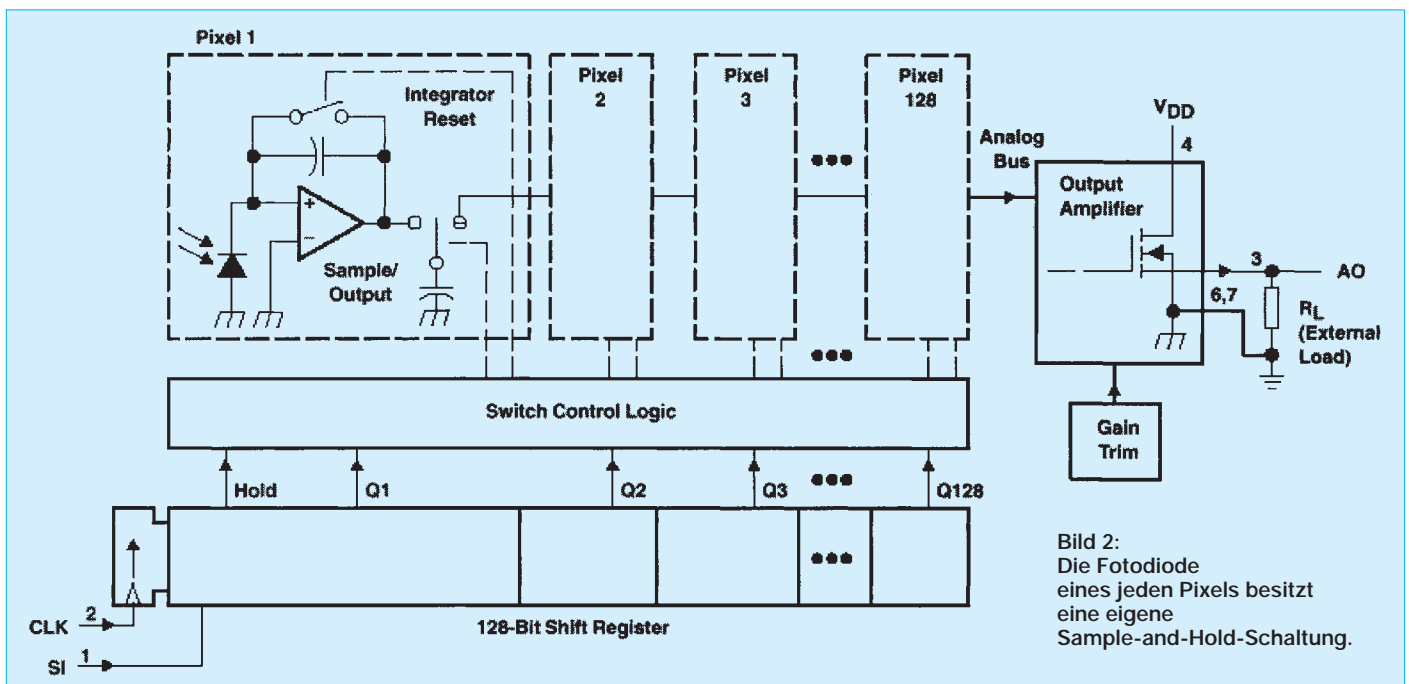 Pixel 1
Integrator
Reset
+
−
Sample/
Output
Pixel
2
Pixel
3
Pixel
128
Analog
Bus
VDD
4
Output
Amplifier
3
AO
6,7
RL
(External
Load)
Gain
Trim
Switch Control Logic
Hold
Q1
Q2
Q3
Q128
CLK
2
SI
1
128-Bit Shift Register
Bild 2:
Die Fotodiode
eines jeden Pixels besitzt
eine eigene
Sample-and-Hold-Schaltung.